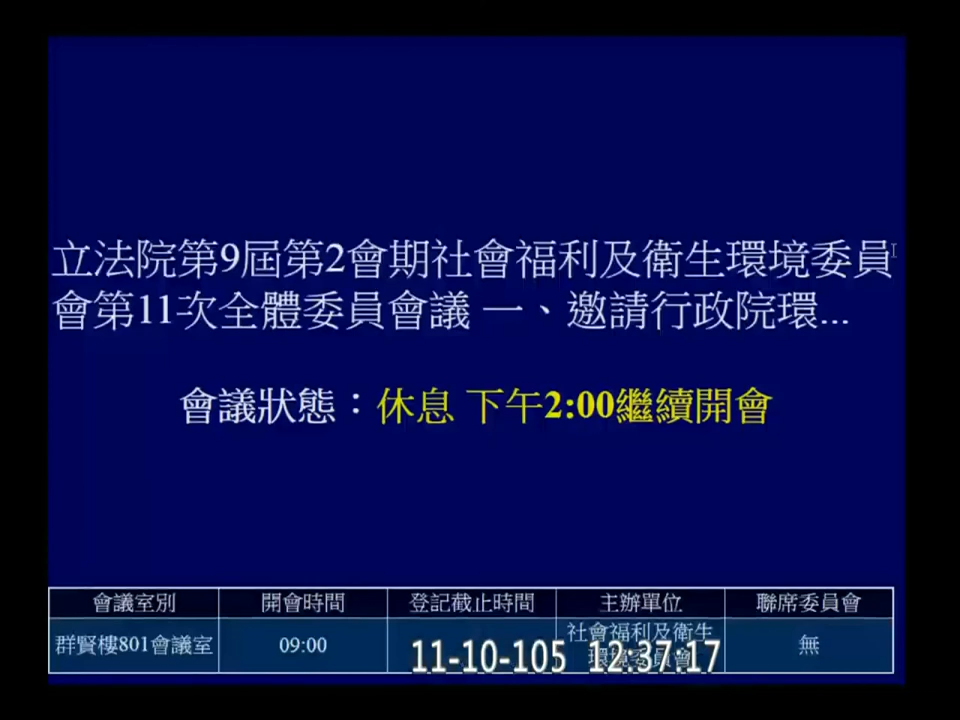 立法院第9屆第2會期社會福利及衛生環境委員
會第11次全體委員會議 一、邀請行政院環...
會議狀態：休息 下午2:00繼續開會
會議室別 開會時間 登記截止時間 主辦單位 聯席委員會
群賢樓801會議室 09:00 社會福利及衛生 無
環境委員會
11-10-105 12:37:17